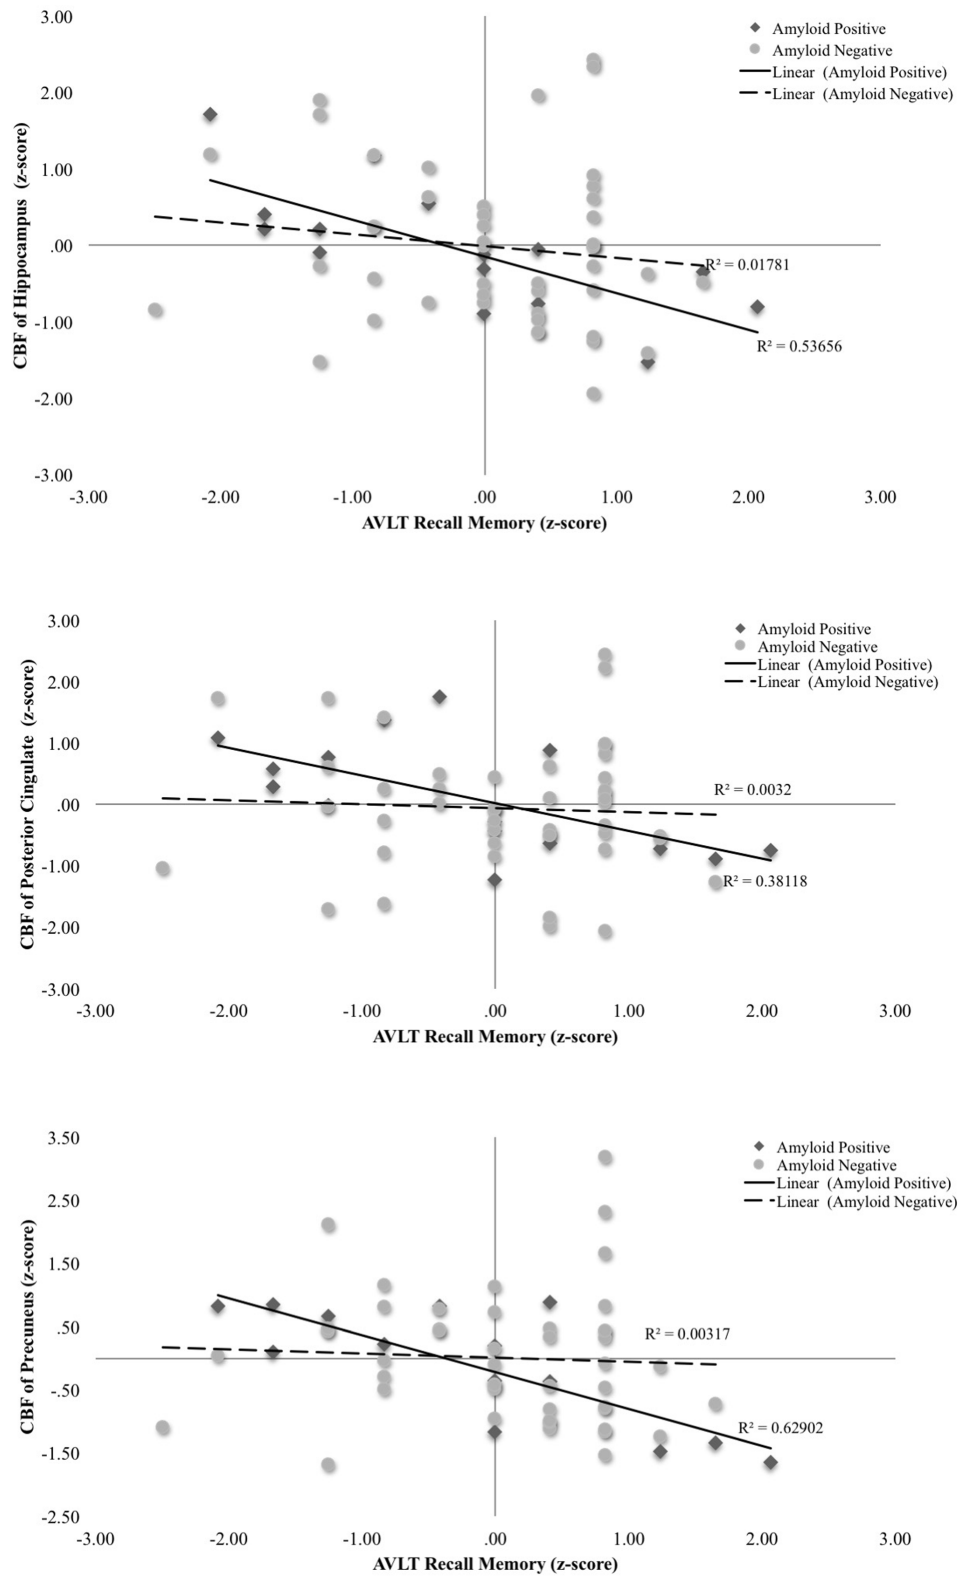 3.00
Amyloid Positive
Amyloid Negative
2.00
Linear (Amyloid Positive)
Linear (Amyloid Negative)
1.00
.00
R² = 0.01781
-1.00
R² = 0.53656
-2.00
-3.00
CBF of Hippocampus (z-score)
-3.00 -2.00 -1.00 .00 1.00 2.00 3.00
AVLT Recall Memory (z-score)
3.00
Amyloid Positive
Amyloid Negative
Linear (Amyloid Positive)
2.00
Linear (Amyloid Negative)
1.00
R² = 0.0032
.00
-1.00
R² = 0.38118
-2.00
-3.00
CBF of Posterior Cingulate (z-score)
-3.00 -2.00 -1.00 .00 1.00 2.00 3.00
AVLT Recall Memory (z-score)
3.50
Amyloid Positive
Amyloid Negative
Linear (Amyloid Positive)
2.50
Linear (Amyloid Negative)
1.50
.50
R² = 0.00317
-.50
R² = 0.62902
-1.50
-2.50
CBF of Precuneus (z-score)
-3.00 -2.00 -1.00 .00 1.00 2.00 3.00
AVLT Recall Memory (z-score)